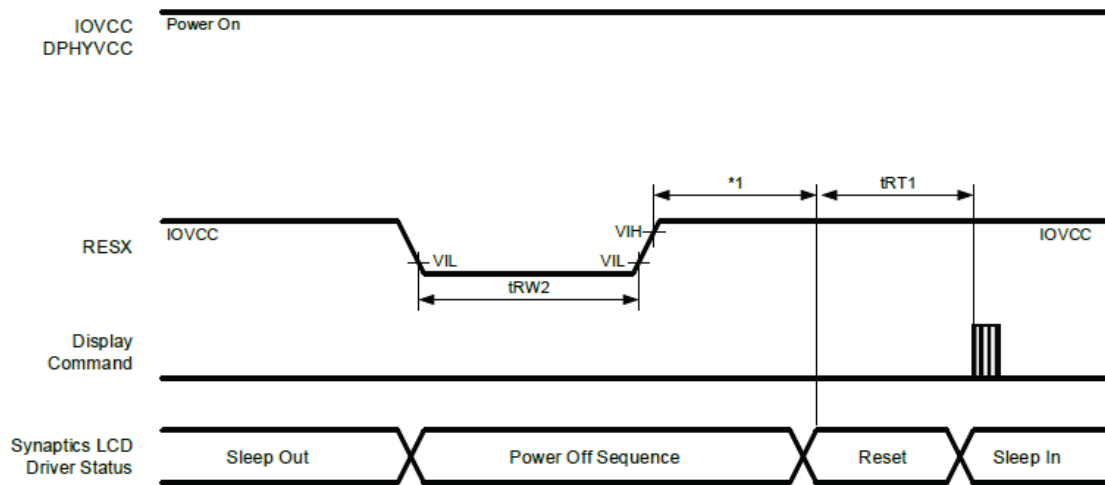 IOVCC
DPHYVCC
Power On
*1
tRT1
RESX
IOVCC
VIL
VIH
VIL
IOVCC
tRW2
Display
Command
Synaptics LCD
Driver Status
Sleep Out
Power Off Sequence
Reset
Sleep In